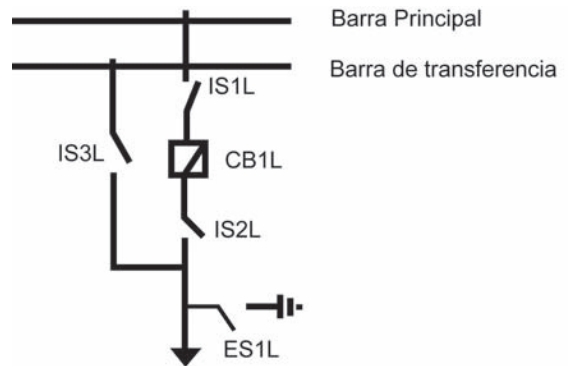 Barra Principal
Barra de transferencia
IS1L
IS3L
CB1L
IS2L
ES1L